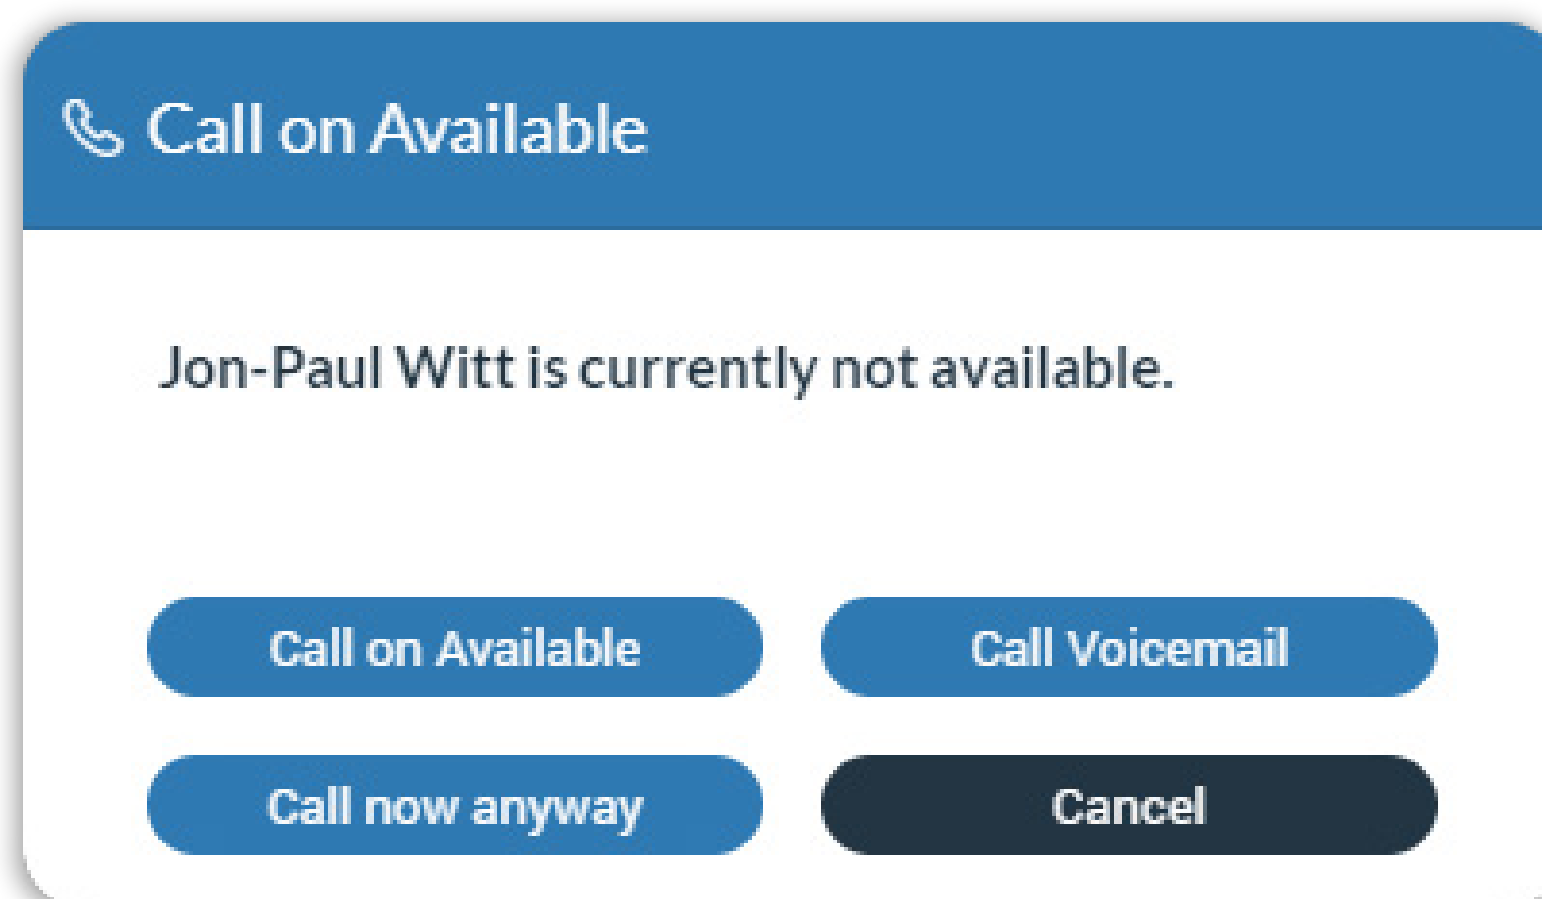 Call on Available
Jon-Paul Witt is currently not available.
Call on Available
Call Voicemail
Call now anyway
Cancel